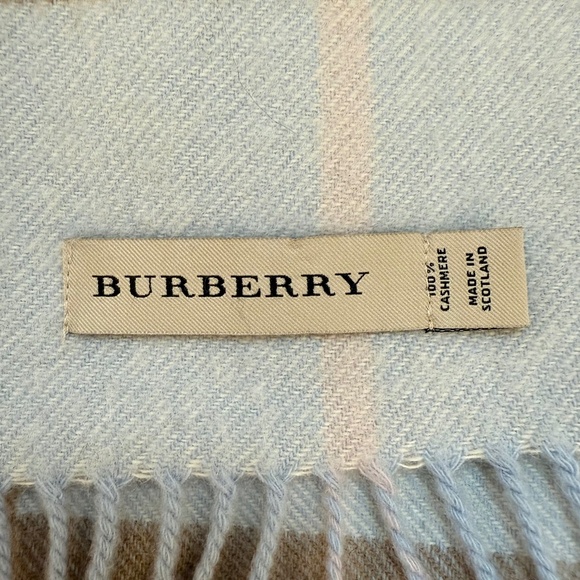 BURBERRY
100%
CASHMERE
MADE IN
SCOTLAND